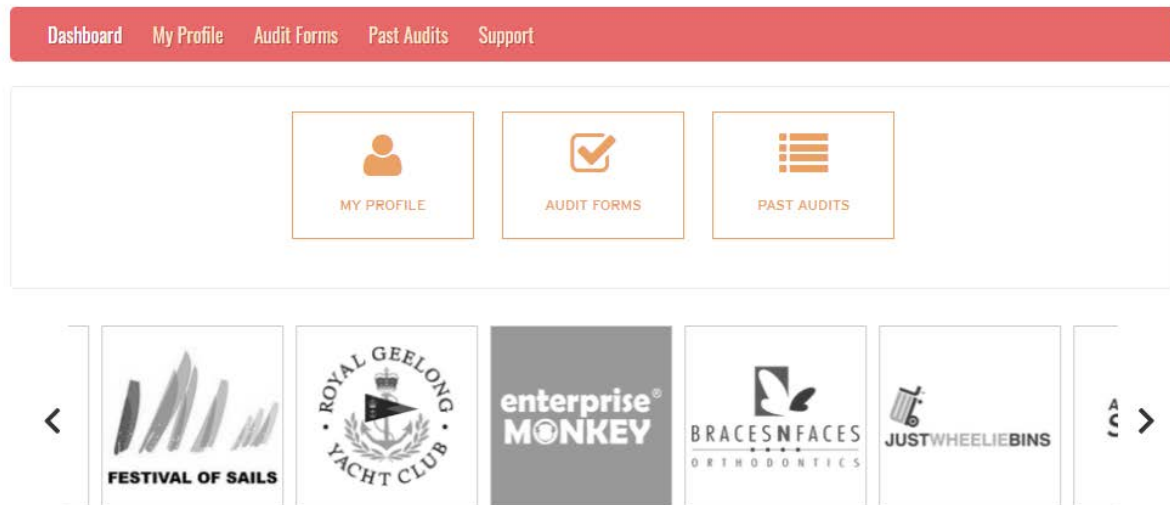 Dashboard My Profile Audit Forms Past Audits Support
MY PROFILE
AUDIT FORMS
PAST AUDITS
FESTIVAL OF SAILS
ROYAL GEELONG
YACHT CLUB
enterprise®
MONKEY
BRACESNFACES
ORTHODONTICS
JUSTWHEELIEBINS
A
S